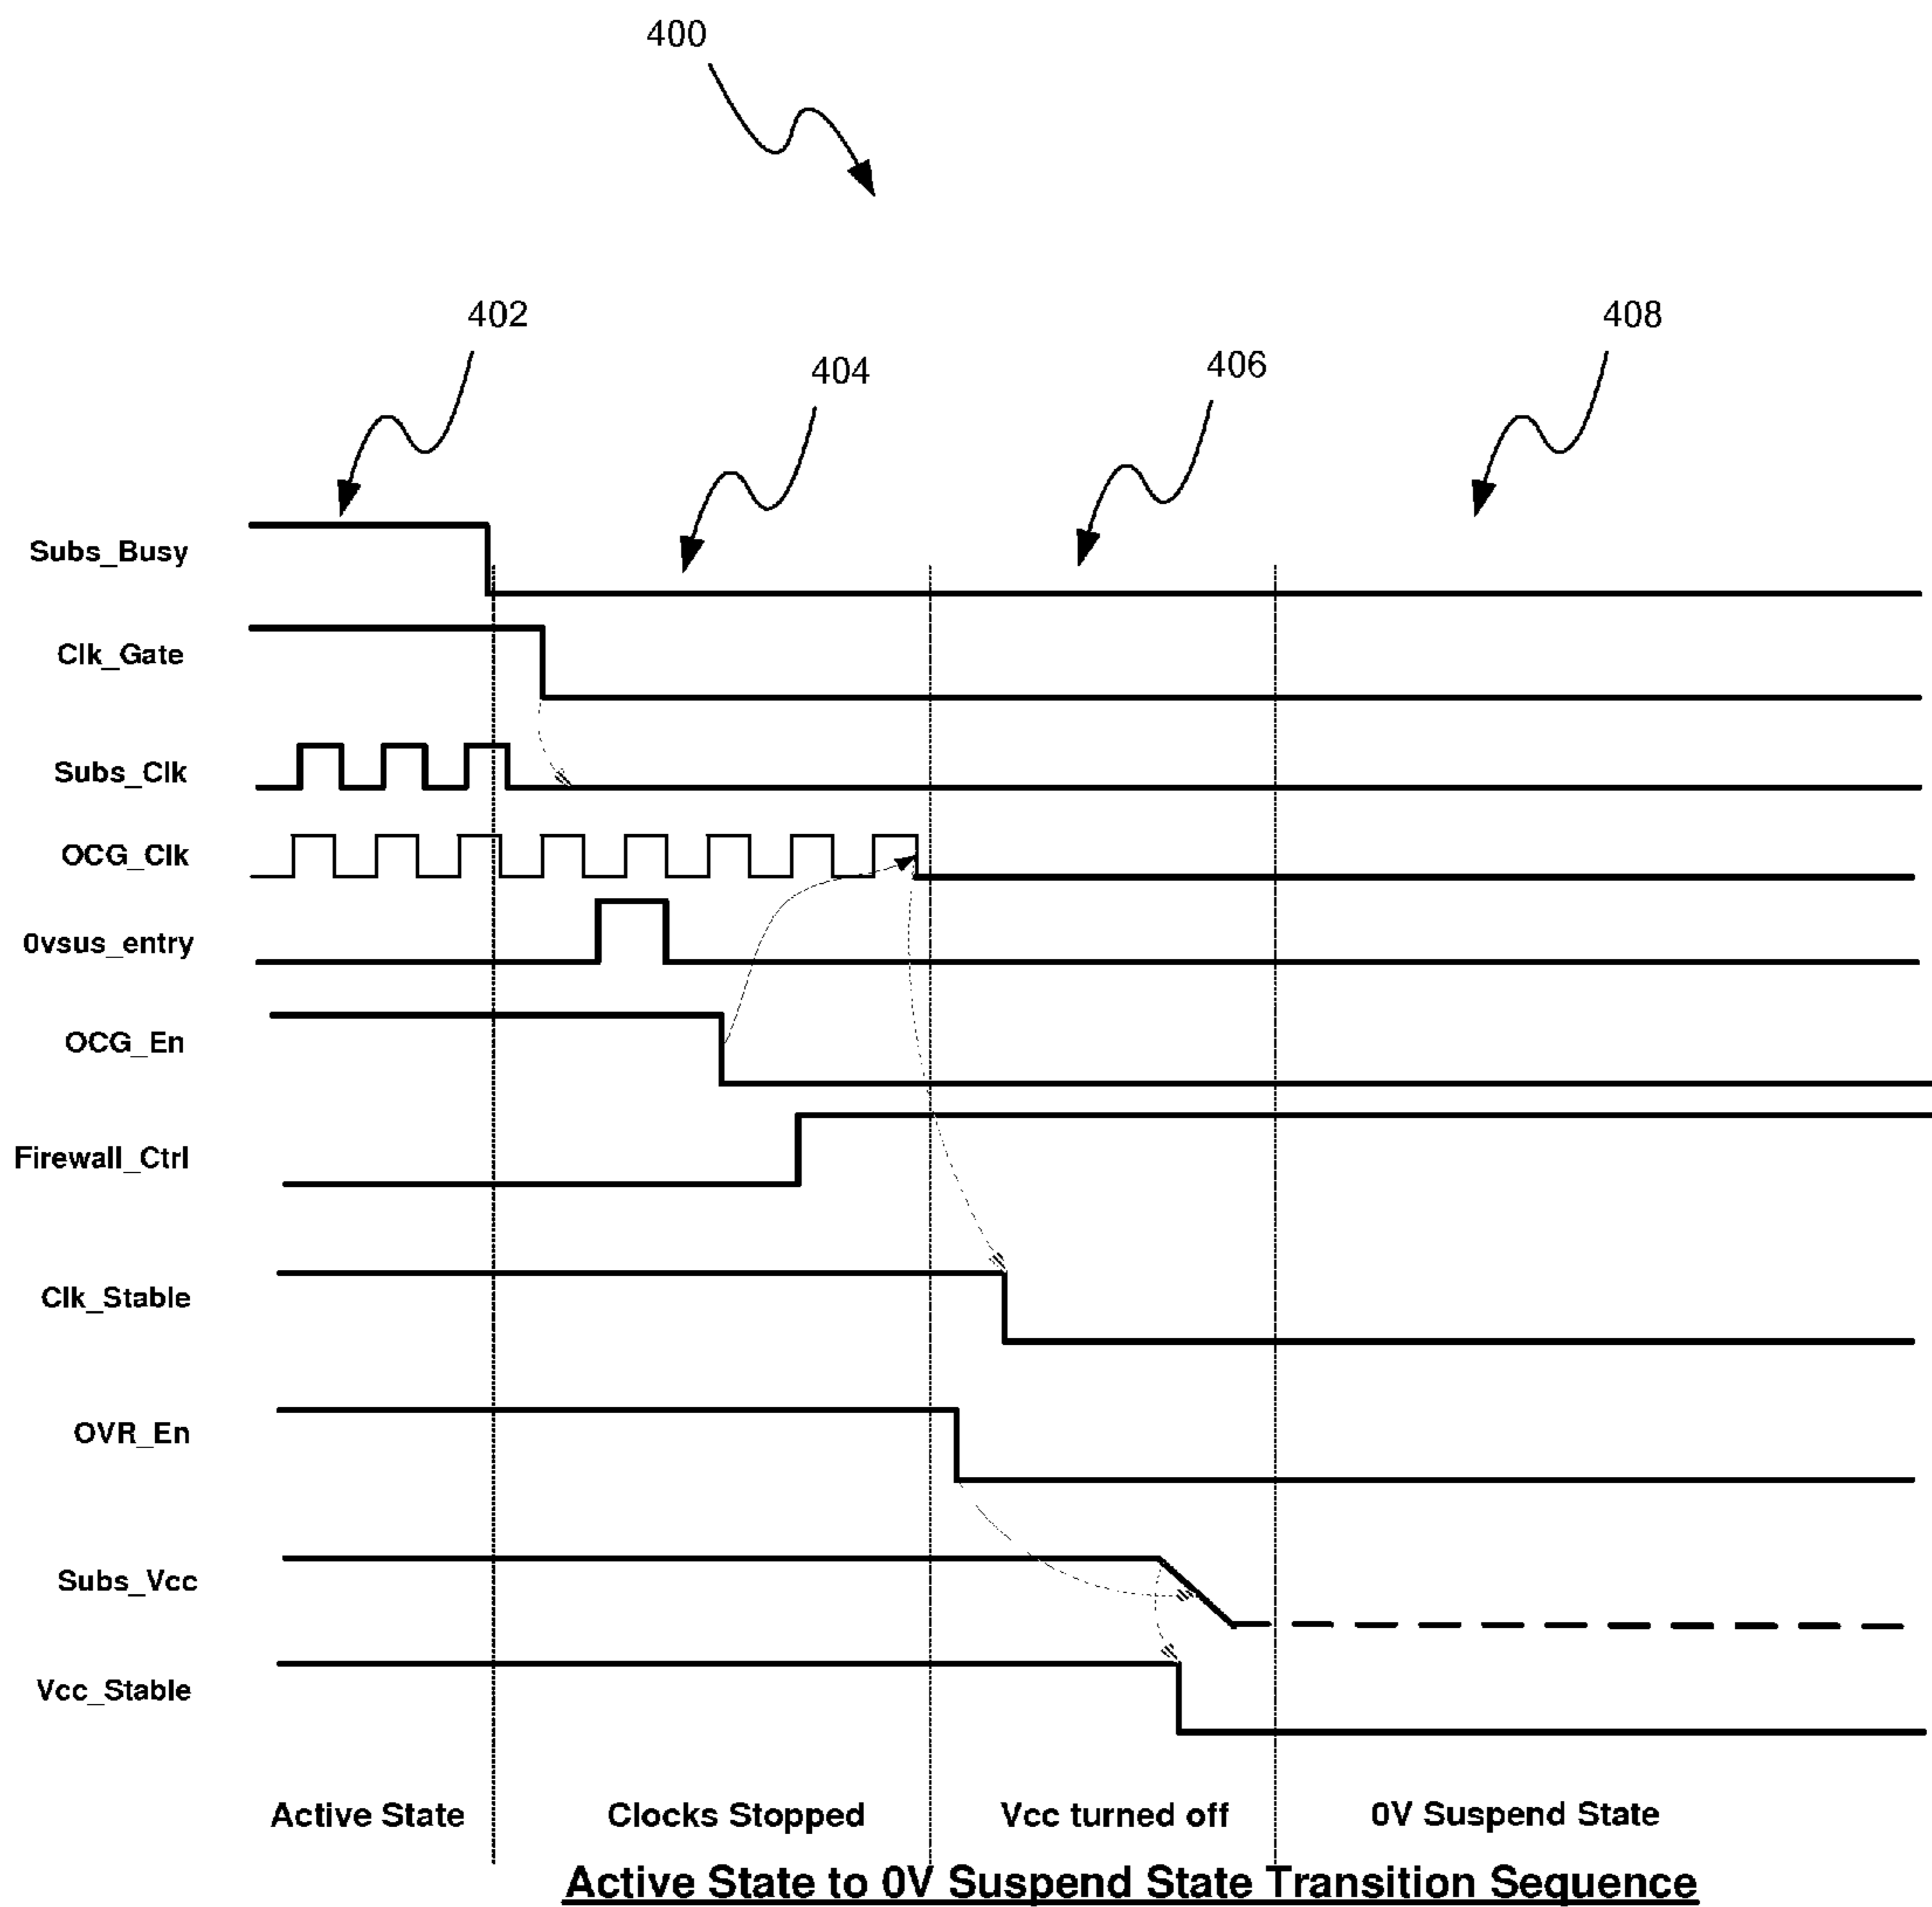 400
402
404
406
408
Subs_Busy
Clk_Gate
Subs_Clk
OCG_Clk
0vsus_entry
OCG_En
Firewall_Ctrl
Clk_Stable
OVR_En
Subs_Vcc
Vcc_Stable
Active State
Clocks Stopped
Vcc turned off
0V Suspend State
Active State to 0V Suspend State Transition Sequence